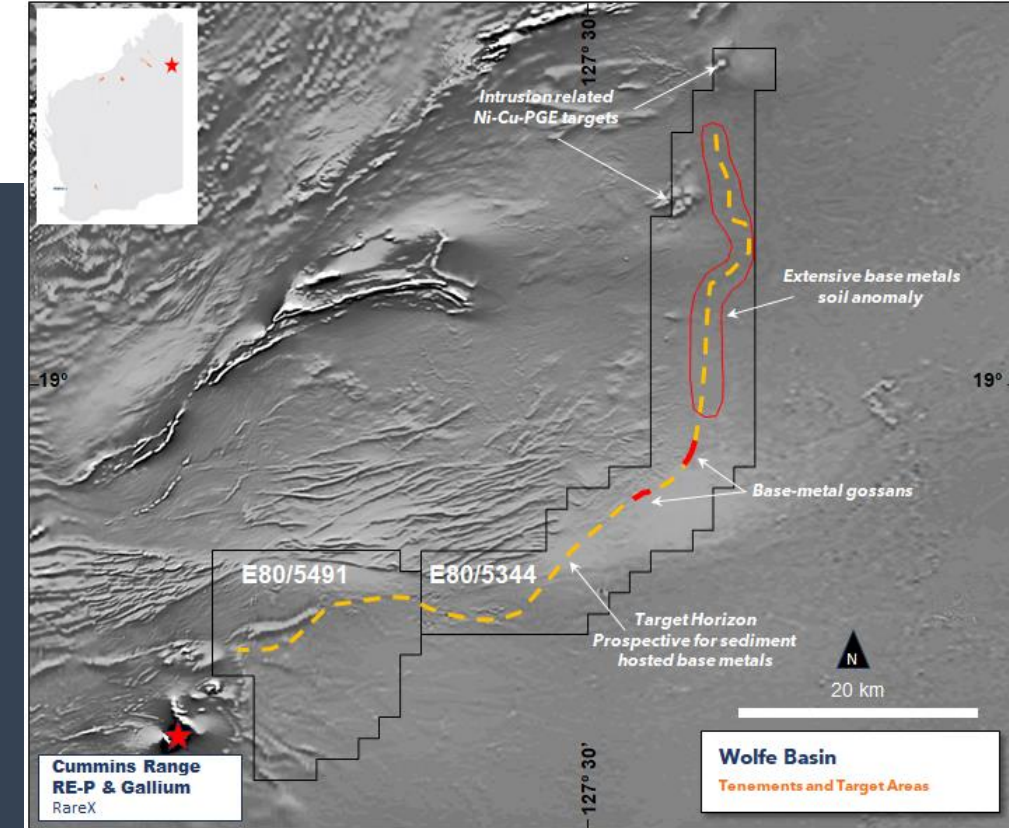 127° 30'
Intrusion related
Ni-Cu-PGE targets
Extensive base metals
soil anomaly
19°
19°
Base-metal gossans
E80/5491
E80/5344
Target Horizon
Prospective for sediment
hosted base metals
N
20 km
127° 30'
Cummins Range
RE-P & Gallium
RareX
Wolfe Basin
Tenements and Target Areas